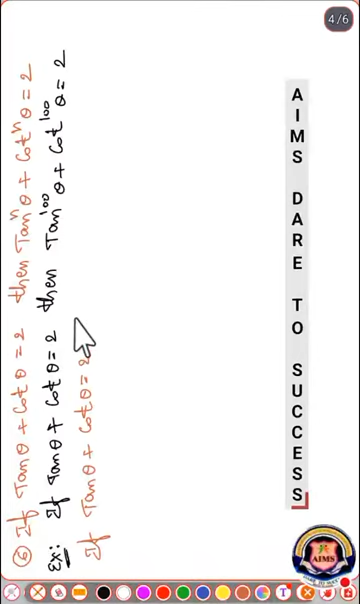 4/6
⑥ If Tanθ + Cotθ = 2 then Tanⁿθ + Cotⁿθ = 2
Ex: If Tanθ + Cotθ = 2 then Tan¹⁰⁰θ + Cot¹⁰⁰θ = 2
If Tanθ + Cotθ = 2
AIMS DARE TO SUCCESS
AIMS